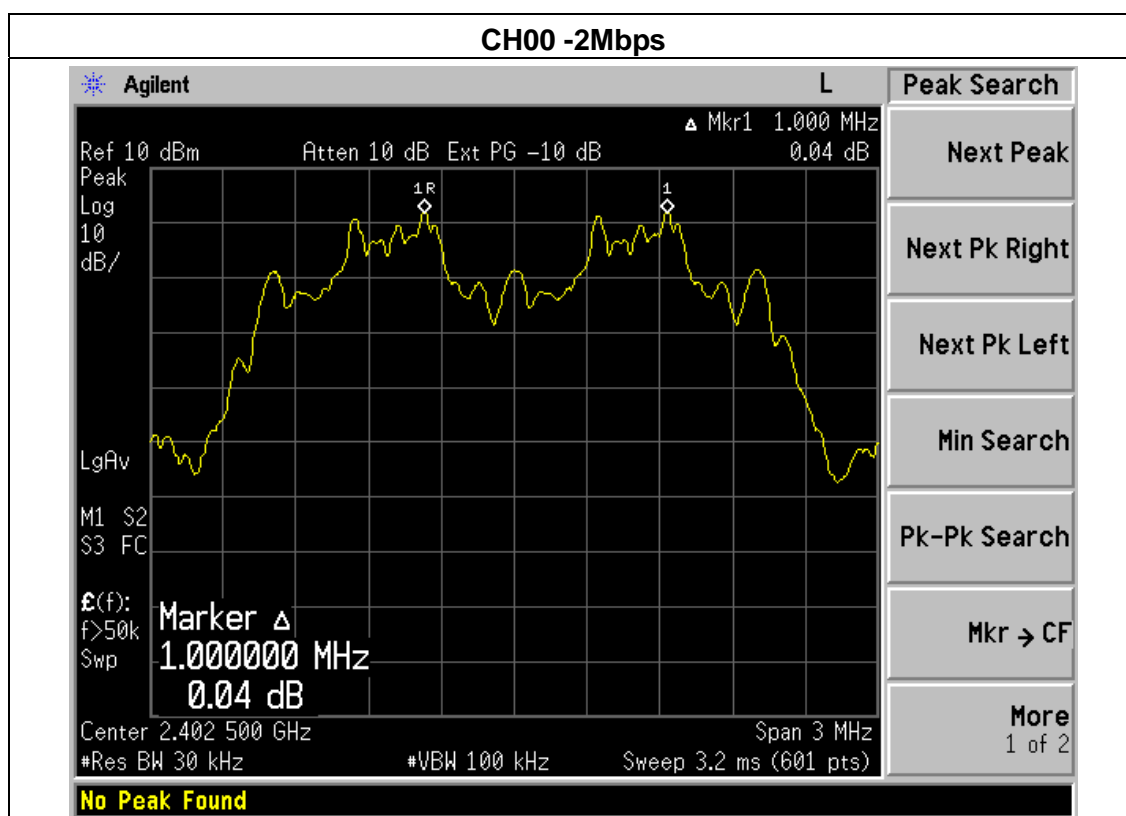 CH00 -2Mbps
Agilent L Peak Search
Δ Mkr1 1.000 MHz
Ref 10 dBm Atten 10 dB Ext PG -10 dB 0.04 dB
Peak
Log
10
dB/
1R
1
LgAv
M1 S2
S3 FC
£(f):
f>50k
Swp
Marker Δ
1.000000 MHz
0.04 dB
Center 2.402 500 GHz Span 3 MHz
#Res BW 30 kHz #VBW 100 kHz Sweep 3.2 ms (601 pts)
No Peak Found
Next Peak
Next Pk Right
Next Pk Left
Min Search
Pk-Pk Search
Mkr → CF
More
1 of 2